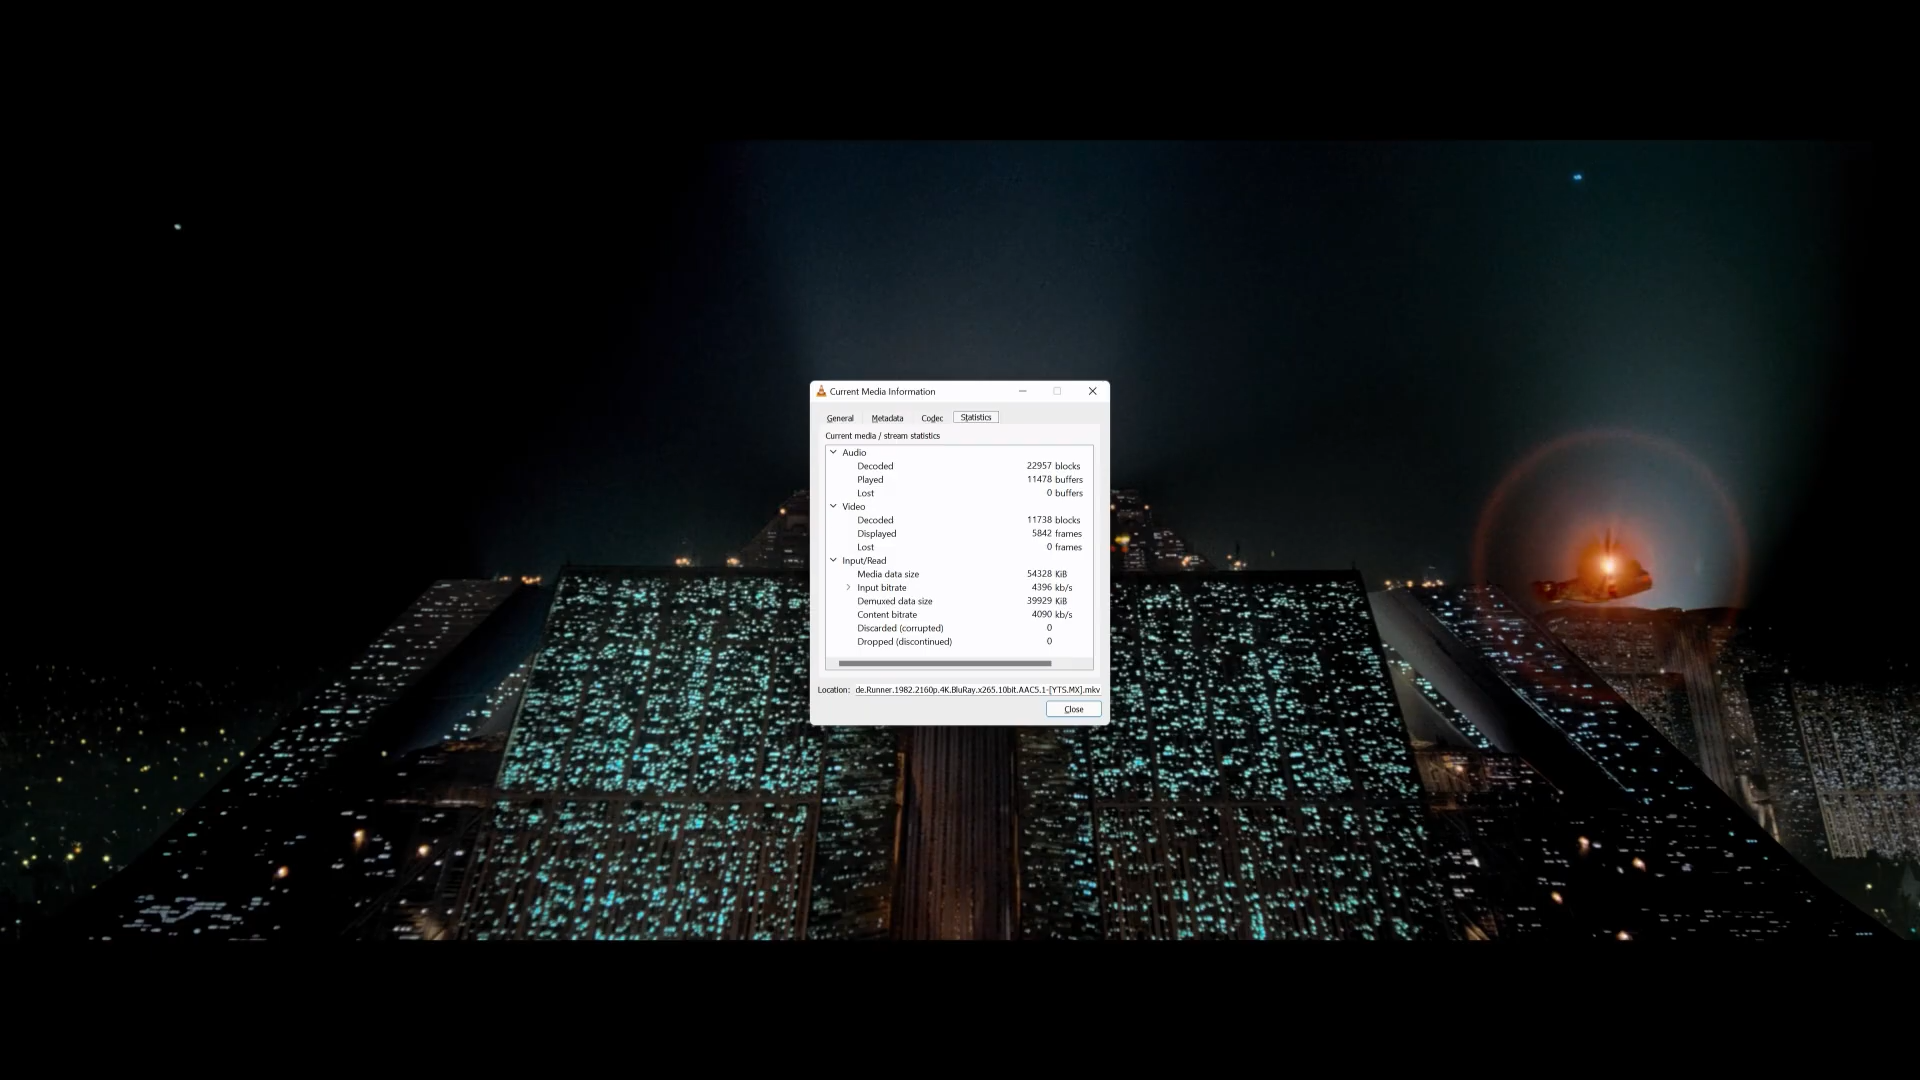 Current Media Information
General Metadata Codec Statistics
Current media / stream statistics
Audio
Decoded 22957 blocks
Played 11478 buffers
Lost 0 buffers
Video
Decoded 11738 blocks
Displayed 5842 frames
Lost 0 frames
Input/Read
Media data size 54328 KiB
Input bitrate 4396 kb/s
Demuxed data size 39929 KiB
Content bitrate 4090 kb/s
Discarded (corrupted) 0
Dropped (discontinued) 0
Location: de.Runner.1982.2160p.4K.BluRay.x265.10bit.AAC5.1-[YTS.MX].mkv
Close